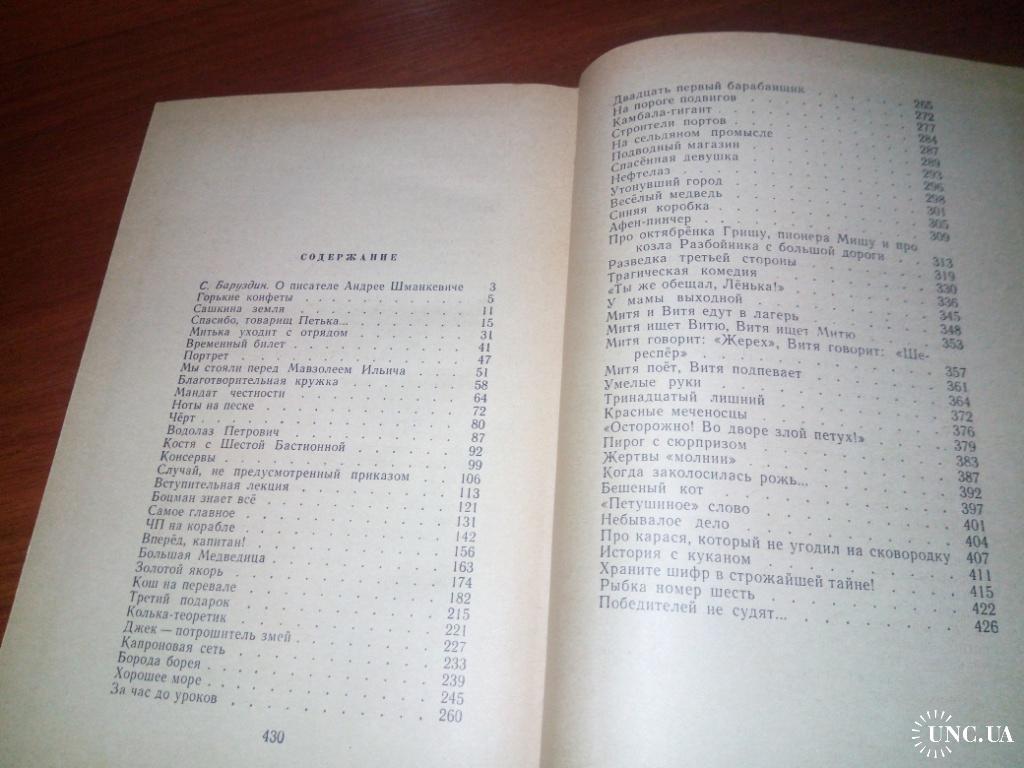 СОДЕРЖАНИЕ
С. Баруздин. О писателе Андрее Шманкевиче 3
Горькие конфеты 5
Сашкина земля 11
Спасибо, товарищ Петька... 15
Митька уходит с отрядом 31
Временный билет 41
Портрет 47
Мы стояли перед Мавзолеем Ильича 51
Благотворительная кружка 58
Мандат честности 64
Ноты на песке 72
Чёрт 80
Водолаз Петрович 87
Костя с Шестой Бастионной 92
Консервы 99
Случай, не предусмотренный приказом 106
Вступительная лекция 113
Боцман знает всё 121
Самое главное 131
ЧП на корабле 142
Вперёд, капитан! 156
Большая Медведица 163
Золотой якорь 174
Кош на перевале 182
Третий подарок 215
Колька-теоретик 221
Джек — потрошитель змей 227
Капроновая сеть 233
Борода борея 239
Хорошее море 245
За час до уроков 260
430
Двадцать первый барабанщик 265
На пороге подвигов 272
Камбала-гигант 277
Строители портов 284
На сельдяном промысле 287
Подводный магазин 289
Спасённая девушка 293
Нефтелаз 296
Утонувший город 298
Весёлый медведь 301
Синяя коробка 305
Афен-пинчер 309
Про октябрёнка Гришу, пионера Мишу и про
козла Разбойника с большой дороги 313
Разведка третьей стороны 319
Трагическая комедия 330
«Ты же обещал, Лёнька!» 336
У мамы выходной 345
Митя и Витя едут в лагерь 348
Митя ищет Витю, Витя ищет Митю 353
Митя говорит: «Жерех», Витя говорит: «Ше-
респёр» 357
Митя поёт, Витя подпевает 361
Умелые руки 364
Тринадцатый лишний 372
Красные меченосцы 376
«Осторожно! Во дворе злой петух!» 379
Пирог с сюрпризом 383
Жертвы «молнии» 387
Когда заколосилась рожь... 392
Бешеный кот 397
«Петушиное» слово 401
Небывалое дело 404
Про карася, который не угодил на сковородку 407
История с куканом 411
Храните шифр в строжайшей тайне! 415
Рыбка номер шесть 422
Победителей не судят... 426
UNC.UA